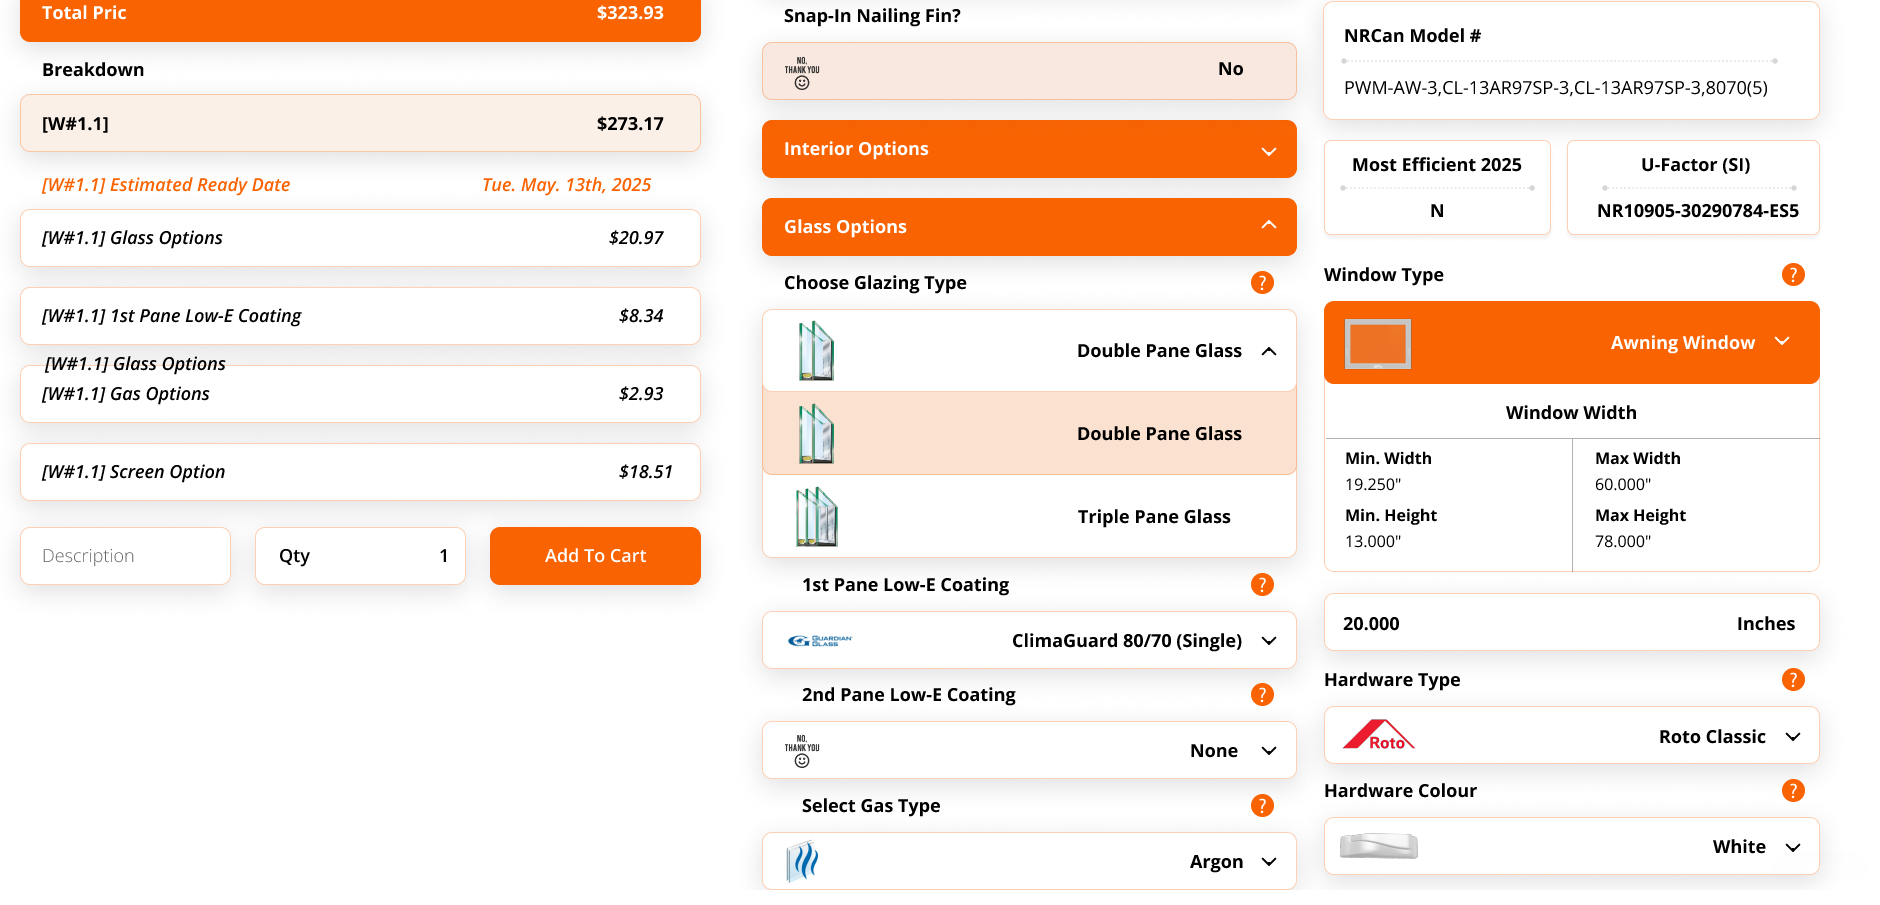 Total Pric $323.93
Breakdown
[W#1.1] $273.17
[W#1.1] Estimated Ready Date Tue. May. 13th, 2025
[W#1.1] Glass Options $20.97
[W#1.1] 1st Pane Low-E Coating $8.34
[W#1.1] Glass Options
[W#1.1] Gas Options $2.93
[W#1.1] Screen Option $18.51
Description
Qty 1
Add To Cart
Snap-In Nailing Fin?
NO,
THANK YOU
No
Interior Options
Glass Options
Choose Glazing Type ?
Double Pane Glass
Double Pane Glass
Triple Pane Glass
1st Pane Low-E Coating ?
GUARDIAN
GLASS
ClimaGuard 80/70 (Single)
2nd Pane Low-E Coating ?
NO,
THANK YOU
None
Select Gas Type ?
Argon
NRCan Model #
PWM-AW-3,CL-13AR97SP-3,CL-13AR97SP-3,8070(5)
Most Efficient 2025
N
U-Factor (SI)
NR10905-30290784-ES5
Window Type ?
Awning Window
Window Width
Min. Width
19.250"
Min. Height
13.000"
Max Width
60.000"
Max Height
78.000"
20.000 Inches
Hardware Type ?
Roto
Roto Classic
Hardware Colour ?
White